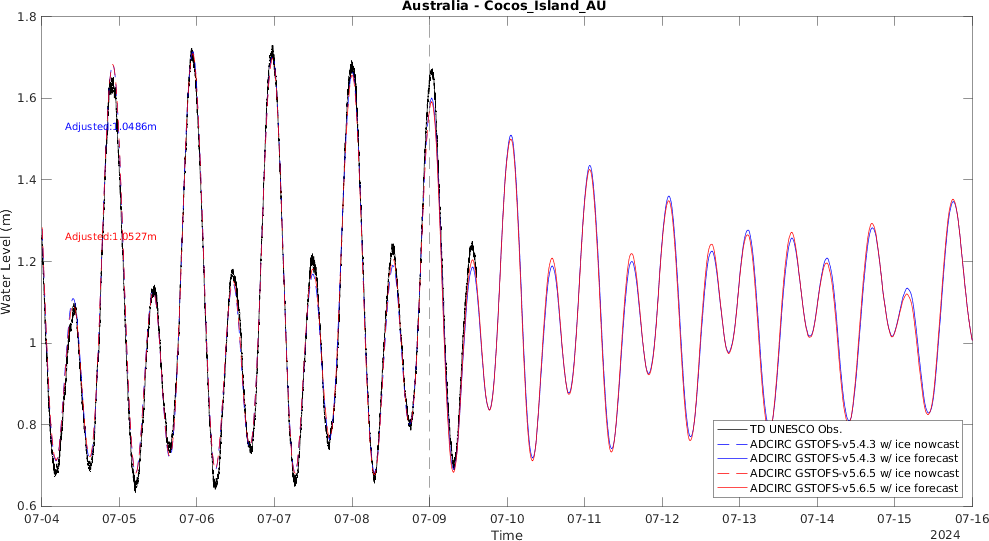 Australia - Cocos_Island_AU
1.8
1.6
1.4
1.2
1
0.8
0.6
Water Level (m)
Adjusted:1.0486m
Adjusted:1.0527m
TD UNESCO Obs.
ADCIRC GSTOFS-v5.4.3 w/ ice nowcast
ADCIRC GSTOFS-v5.4.3 w/ ice forecast
ADCIRC GSTOFS-v5.6.5 w/ ice nowcast
ADCIRC GSTOFS-v5.6.5 w/ ice forecast
07-04 07-05 07-06 07-07 07-08 07-09 07-10 07-11 07-12 07-13 07-14 07-15 07-16
Time
2024